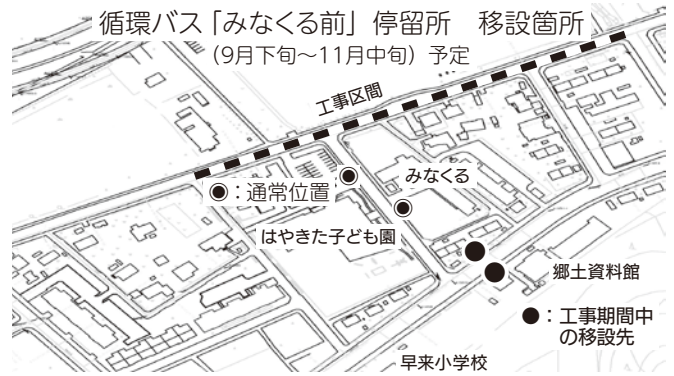 循環バス「みなくる前」停留所　移設箇所
（9月下旬～11月中旬）予定
工事区間
みなくる
◉：通常位置
はやきた子ども園
郷土資料館
●：工事期間中
の移設先
早来小学校